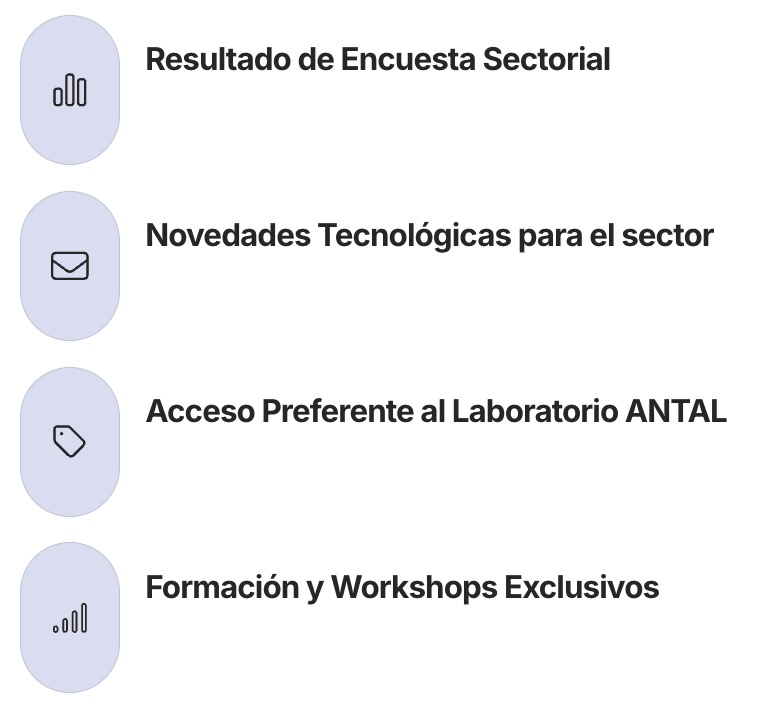 Resultado de Encuesta Sectorial
Novedades Tecnológicas para el sector
Acceso Preferente al Laboratorio ANTAL
Formación y Workshops Exclusivos